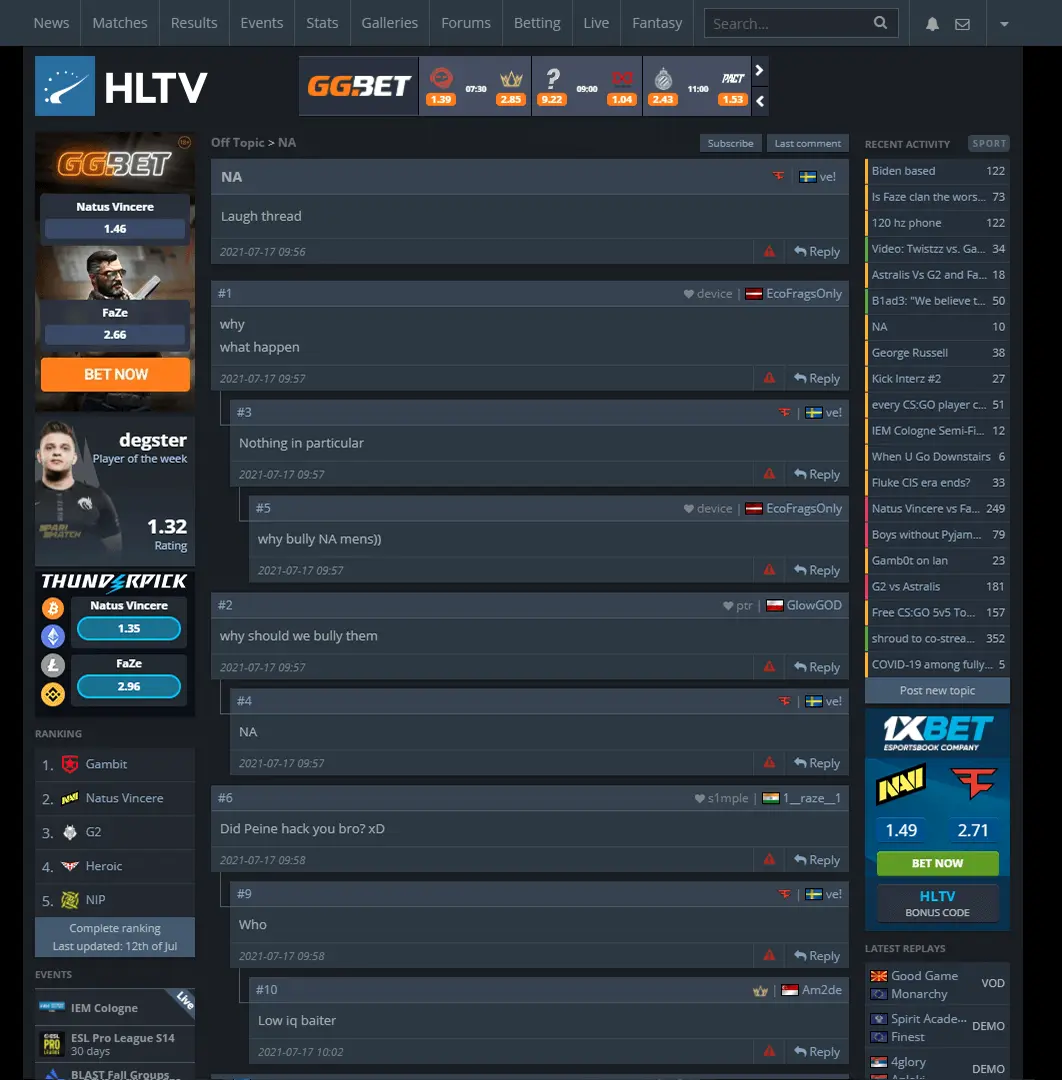 News
Matches
Results
Events
Stats
Galleries
Forums
Betting
Live
Fantasy
Search...
HLTV
GG.BET
1.39
07:30
2.85
?
9.22
09:00
1.04
2.43
11:00
PACT
1.53
GG.BET
18+
Natus Vincere
1.46
FaZe
2.66
BET NOW
degster
Player of the week
SPARI
MATCH
1.32
Rating
THUNDERPICK
Natus Vincere
1.35
FaZe
2.96
RANKING
1. Gambit
2. Natus Vincere
3. G2
4. Heroic
5. NIP
Complete ranking
Last updated: 12th of Jul
EVENTS
IEM Cologne
Live
ESL Pro League S14
30 days
BLAST Fall Groups
Off Topic > NA
Subscribe
Last comment
NA
| ve!
Laugh thread
2021-07-17 09:56
Reply
#1
device | EcoFragsOnly
why
what happen
2021-07-17 09:57
Reply
#3
| ve!
Nothing in particular
2021-07-17 09:57
Reply
#5
device | EcoFragsOnly
why bully NA mens))
2021-07-17 09:57
Reply
#2
ptr | GlowGOD
why should we bully them
2021-07-17 09:57
Reply
#4
| ve!
NA
2021-07-17 09:57
Reply
#6
s1mple | 1__raze__1
Did Peine hack you bro? xD
2021-07-17 09:58
Reply
#9
| ve!
Who
2021-07-17 09:58
Reply
#10
| Am2de
Low iq baiter
2021-07-17 10:02
Reply
RECENT ACTIVITY
SPORT
Biden based 122
Is Faze clan the wors... 73
120 hz phone 122
Video: Twistzz vs. Ga... 34
Astralis Vs G2 and Fa... 18
B1ad3: "We believe t... 50
NA 10
George Russell 38
Kick Interz #2 27
every CS:GO player c... 51
IEM Cologne Semi-Fi... 12
When U Go Downstairs 6
Fluke CIS era ends? 33
Natus Vincere vs Fa... 249
Boys without Pyjam... 79
Gamb0t on lan 23
G2 vs Astralis 181
Free CS:GO 5v5 To... 157
shroud to co-strea... 352
COVID-19 among fully... 5
Post new topic
1XBET
ESPORTSBOOK COMPANY
NAVI
1.49
2.71
BET NOW
HLTV
BONUS CODE
LATEST REPLAYS
Good Game
Monarchy
VOD
Spirit Acade...
Finest
DEMO
4glory
DEMO